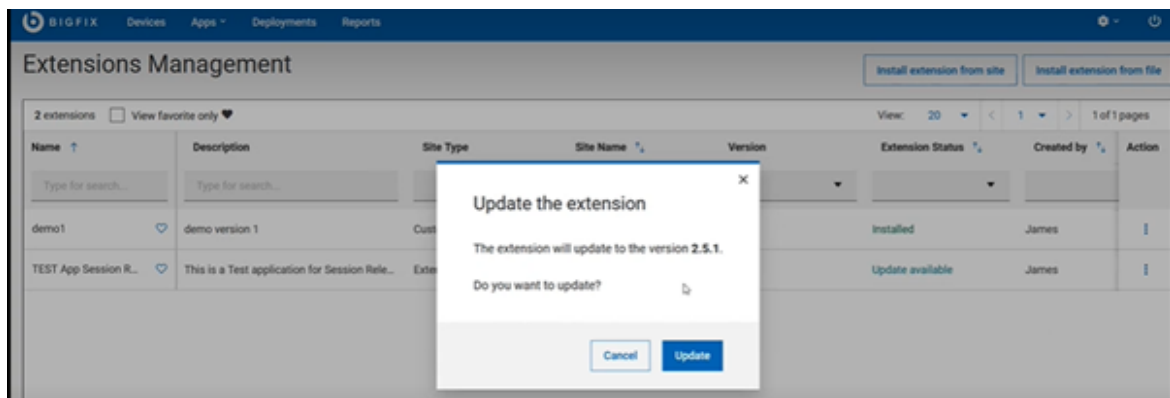 BIGFIX Devices Apps Deployments Reports
Extensions Management
Install extension from site Install extension from file
2 extensions View favorite only View: 20 1 1 of 1 pages
Name Description Site Type Site Name Version Extension Status Created by Action
Type for search... Type for search...
demo1 demo version 1 Cust Installed James
TEST App Session R... This is a Test application for Session Rele... Exte Update available James
Update the extension
The extension will update to the version 2.5.1.
Do you want to update?
Cancel Update